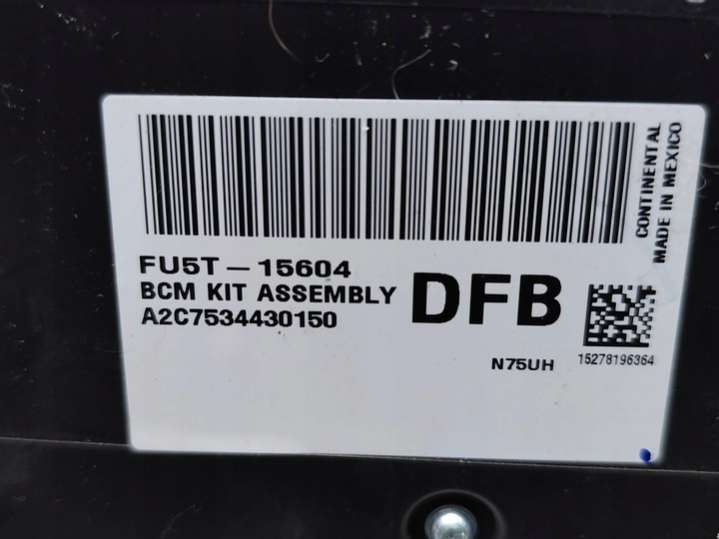 FU5T-15604
BCM KIT ASSEMBLY
A2C7534430150
DFB
N75UH
15278196364
CONTINENTAL
MADE IN MEXICO